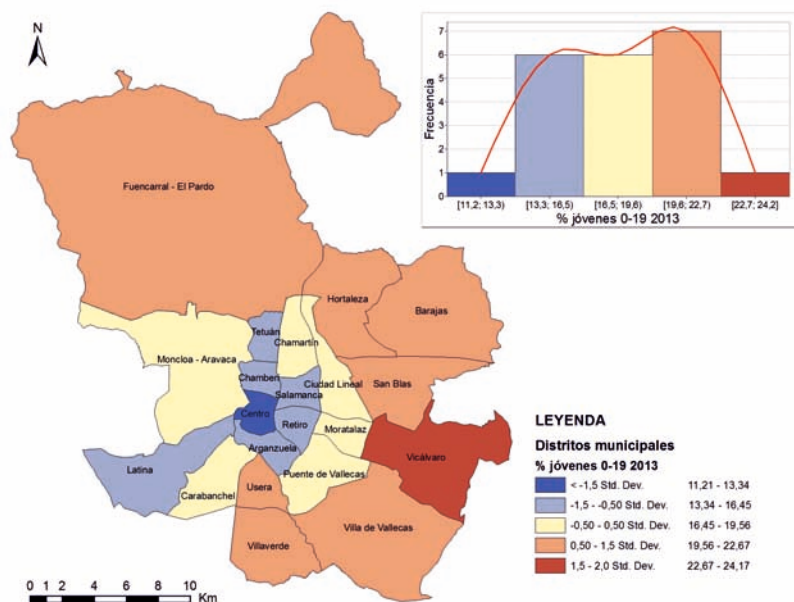 N
Fuencarral - El Pardo
Hortaleza
Barajas
Tetuán
Chamartín
Moncloa - Aravaca
Chamberí
Ciudad Lineal
San Blas
Salamanca
Centro
Retiro
Moratalaz
Vicálvaro
Arganzuela
Latina
Puente de Vallecas
Carabanchel
Usera
Villa de Vallecas
Villaverde
0 1 2 4 6 8 10
Km
Frecuencia
7
6
5
4
3
2
1
0
[11,2; 13,3) [13,3; 16,5) [16,5; 19,6) [19,6; 22,7) [22,7; 24,2]
% jóvenes 0-19 2013
LEYENDA
Distritos municipales
% jóvenes 0-19 2013
< -1,5 Std. Dev. 11,21 - 13,34
-1,5 - -0,50 Std. Dev. 13,34 - 16,45
-0,50 - 0,50 Std. Dev. 16,45 - 19,56
0,50 - 1,5 Std. Dev. 19,56 - 22,67
1,5 - 2,0 Std. Dev. 22,67 - 24,17